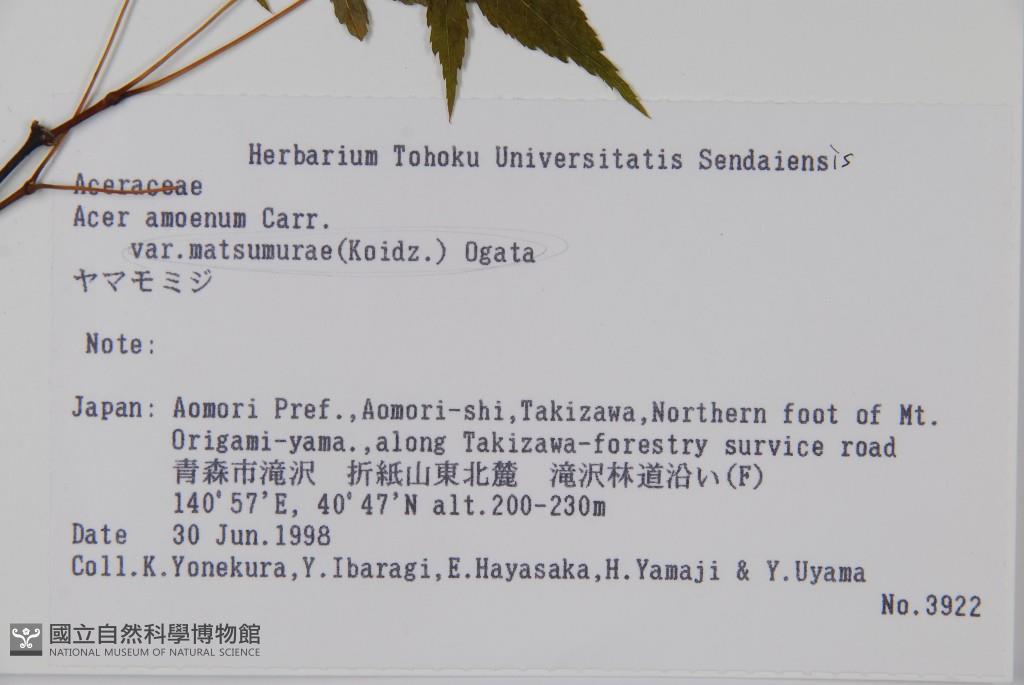 Herbarium Tohoku Universitatis Sendaiensis
Aceraceae
Acer amoenum Carr.
var.matsumurae(Koidz.) Ogata
ヤマモミジ
Note:
Japan: Aomori Pref.,Aomori-shi,Takizawa,Northern foot of Mt.
Origami-yama.,along Takizawa-forestry survice road
青森市滝沢 折紙山東北麓 滝沢林道沿い(F)
140ﾟ57'E, 40ﾟ47'N alt.200-230m
Date 30 Jun.1998
Coll.K.Yonekura,Y.Ibaragi,E.Hayasaka,H.Yamaji & Y.Uyama
No.3922
國立自然科學博物館
NATIONAL MUSEUM OF NATURAL SCIENCE